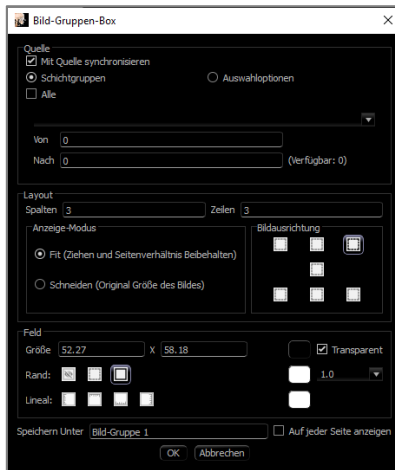 Bild-Gruppen-Box
Quelle
Mit Quelle synchronisieren
Schichtgruppen Auswahloptionen
Alle
Von 0
Nach 0 (Verfügbar: 0)
Layout
Spalten 3 Zeilen 3
Anzeige-Modus Bildausrichtung
Fit (Ziehen und Seitenverhältnis Beibehalten)
Schneiden (Original Größe des Bildes)
Feld
Größe 52.27 X 58.18 Transparent
Rand: 1.0
Lineal:
Speichern Unter Bild-Gruppe 1 Auf jeder Seite anzeigen
OK Abbrechen